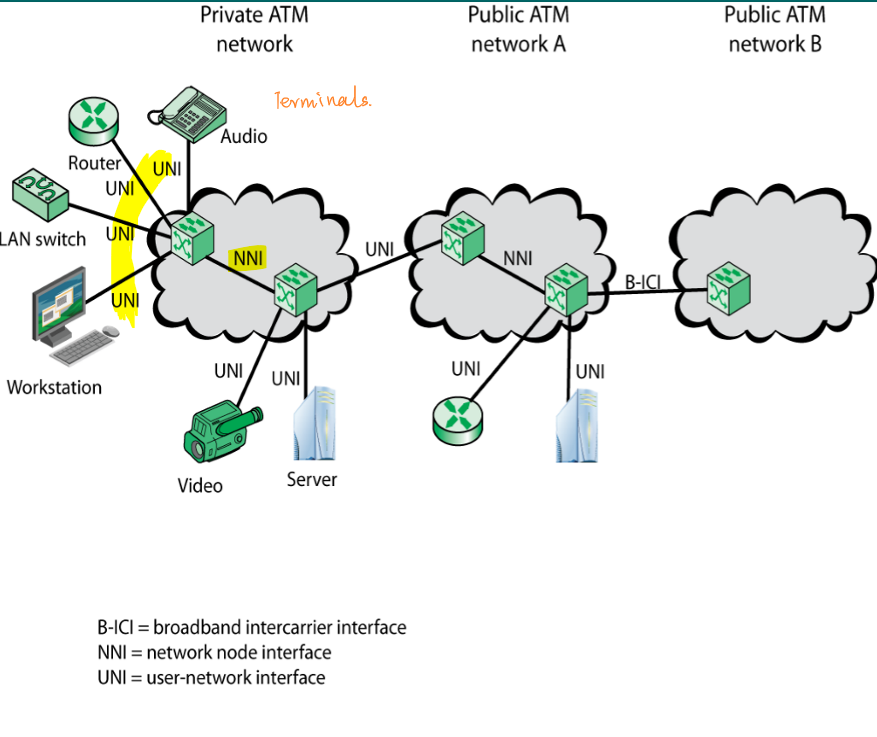 Private ATM
network
Public ATM
network A
Public ATM
network B
Terminals.
Audio
Router
UNI
UNI
LAN switch
UNI
NNI
UNI
NNI
B-ICI
UNI
Workstation
UNI
UNI
UNI
UNI
Video
Server
B-ICI = broadband intercarrier interface
NNI = network node interface
UNI = user-network interface